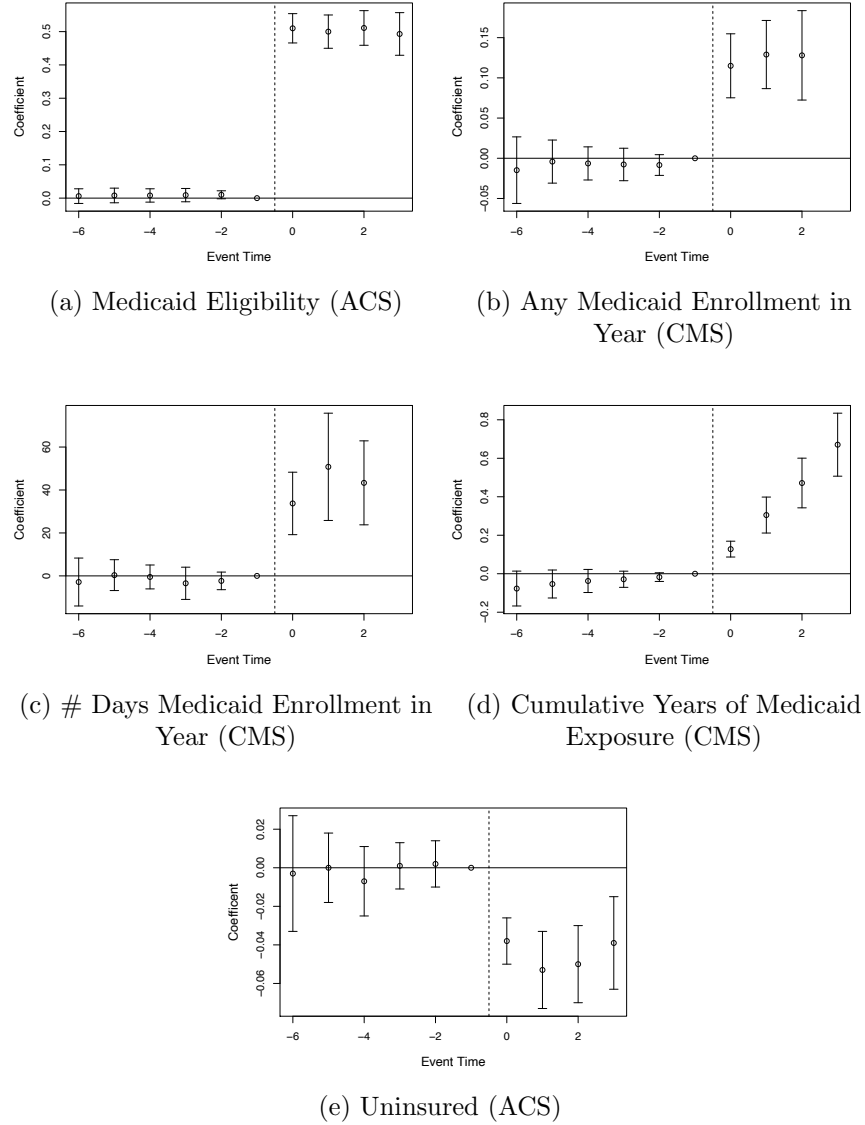 Coefficient
0.0 0.1 0.2 0.3 0.4 0.5
−6 −4 −2 0 2
Event Time
(a) Medicaid Eligibility (ACS)
Coefficient
−0.05 0.00 0.05 0.10 0.15
−6 −4 −2 0 2
Event Time
(b) Any Medicaid Enrollment in
Year (CMS)
Coefficient
0 20 40 60
−6 −4 −2 0 2
Event Time
(c) # Days Medicaid Enrollment in
Year (CMS)
Coefficient
−0.2 0.0 0.2 0.4 0.6 0.8
−6 −4 −2 0 2
Event Time
(d) Cumulative Years of Medicaid
Exposure (CMS)
Coefficent
−0.06 −0.04 −0.02 0.00 0.02
−6 −4 −2 0 2
Event Time
(e) Uninsured (ACS)